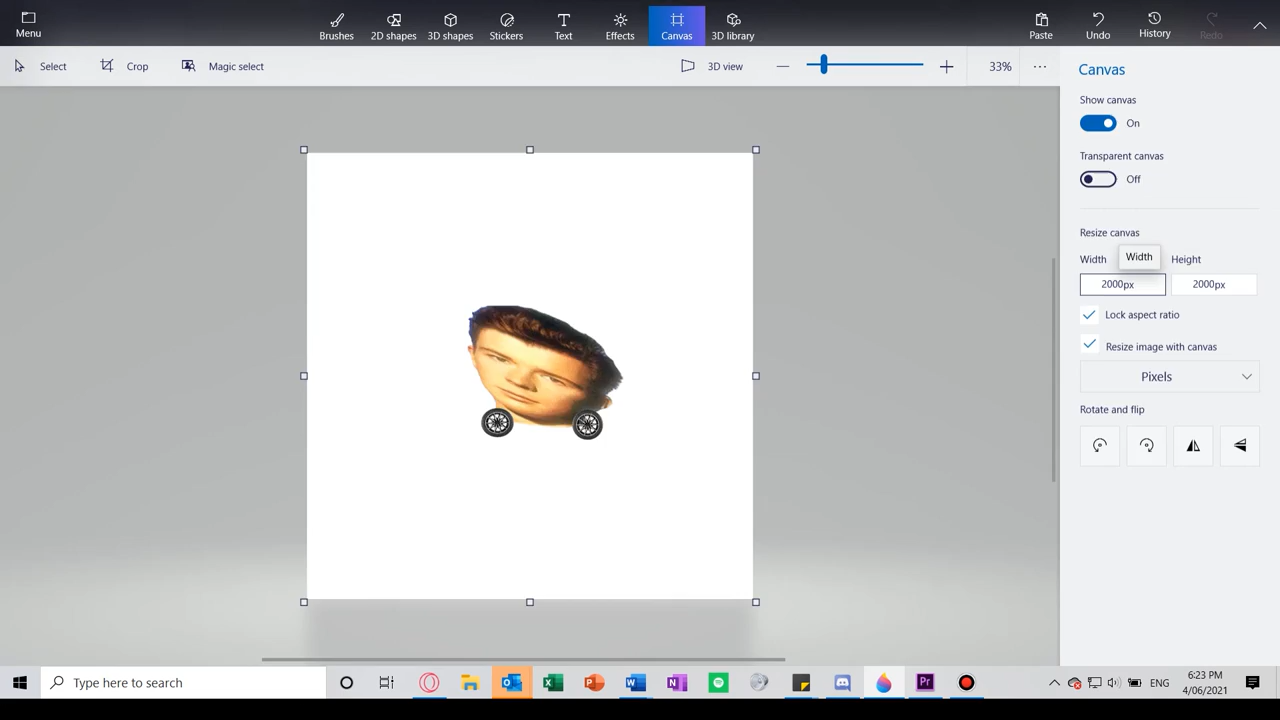 Menu
Brushes
2D shapes
3D shapes
Stickers
Text
Effects
Canvas
3D library
Paste
Undo
History
Redo
Select
Crop
Magic select
3D view
33%
Canvas
Show canvas
On
Transparent canvas
Off
Resize canvas
Width
Width
Height
2000px
2000px
Lock aspect ratio
Resize image with canvas
Pixels
Rotate and flip
Type here to search
ENG
6:23 PM
4/06/2021